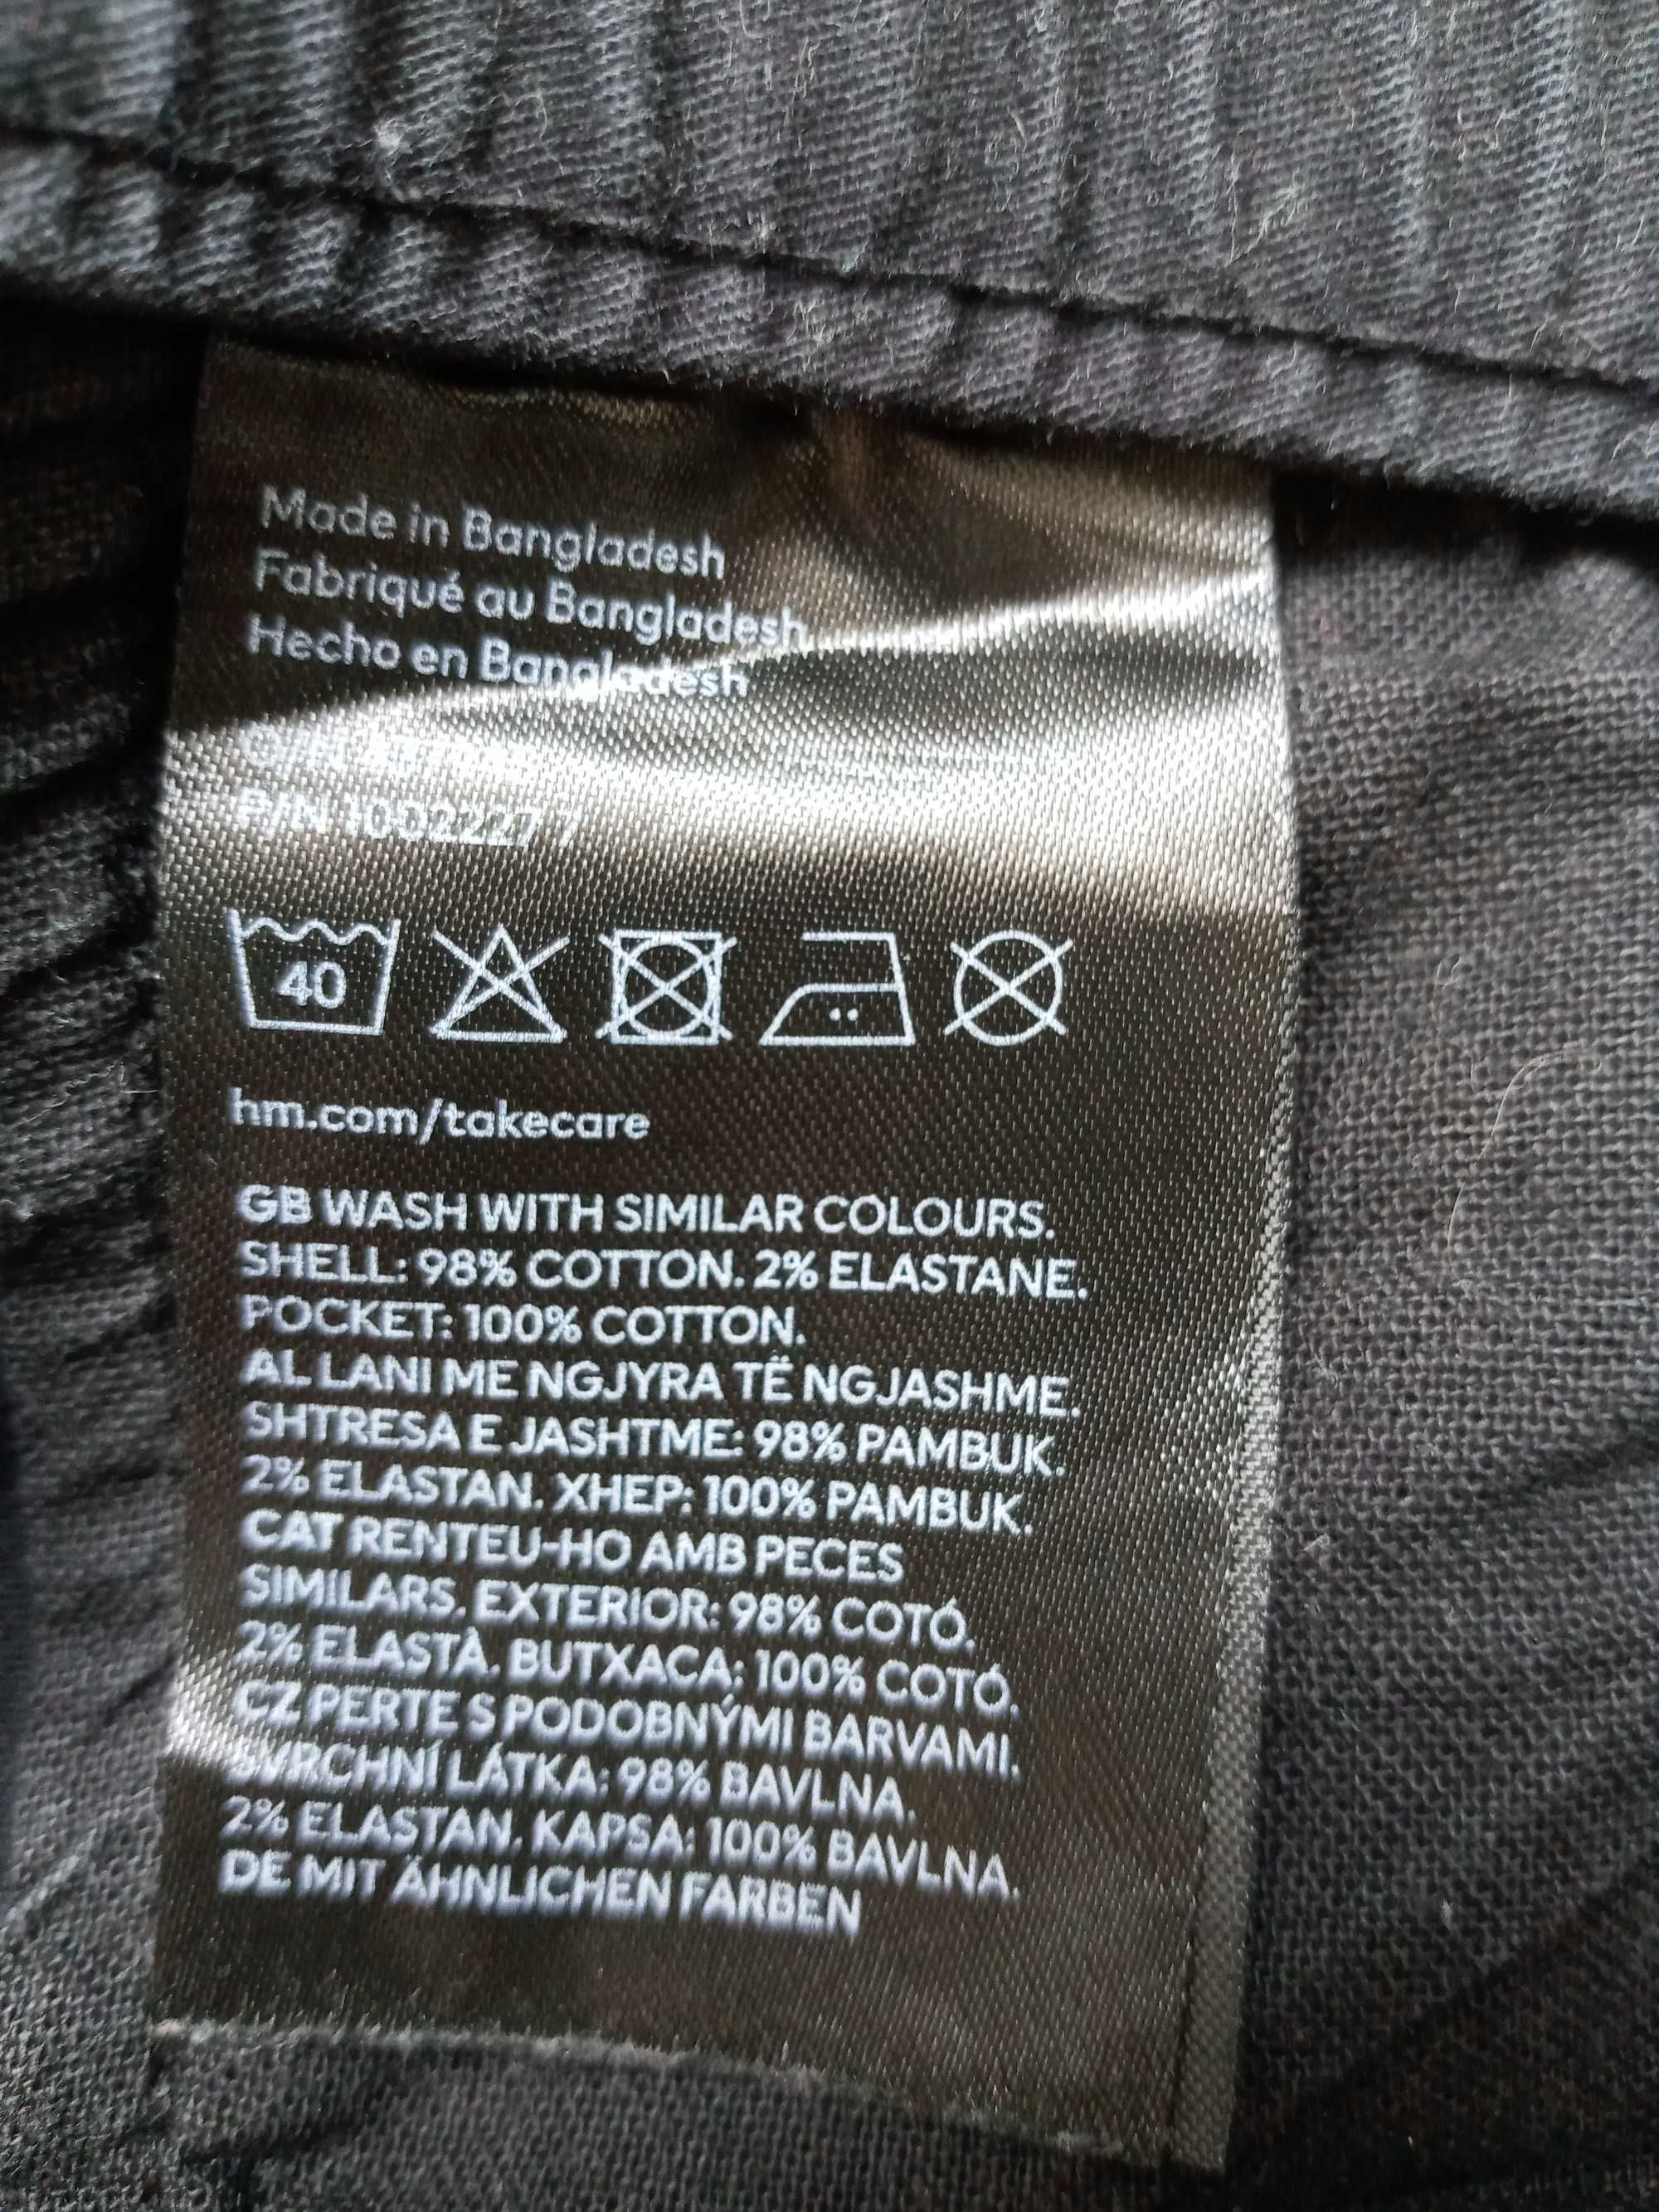 Made in Bangladesh
Fabriqué au Bangladesh
Hecho en Bangladesh
P/N
40
hm.com/takecare
GB WASH WITH SIMILAR COLOURS.
SHELL: 98% COTTON. 2% ELASTANE.
POCKET: 100% COTTON.
AL LANI ME NGJYRA TË NGJASHME.
SHTRESA E JASHTME: 98% PAMBUK.
2% ELASTAN. XHEP: 100% PAMBUK.
CAT RENTEU-HO AMB PECES
SIMILARS. EXTERIOR: 98% COTÓ.
2% ELASTÀ. BUTXACA: 100% COTÓ.
CZ PERTE S PODOBNÝMI BARVAMI.
SVRCHNÍ LÁTKA: 98% BAVLNA.
2% ELASTAN. KAPSA: 100% BAVLNA.
DE MIT ÄHNLICHEN FARBEN